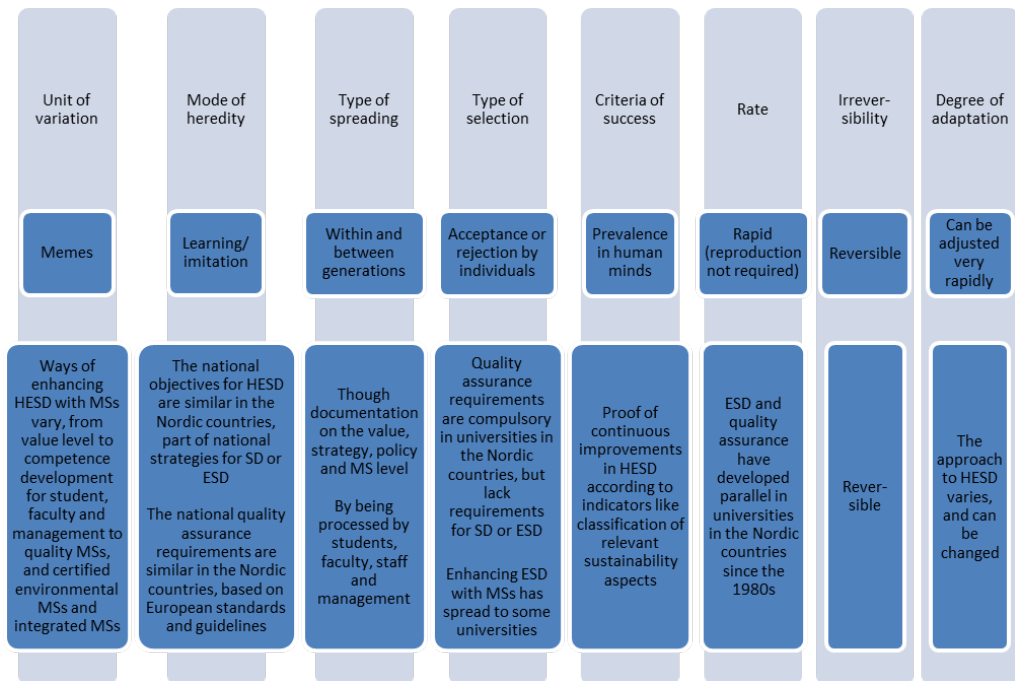 Unit of
variation
Mode of
heredity
Type of
spreading
Type of
selection
Criteria of
success
Rate
Irrever-
sibility
Degree of
adaptation
Memes
Learning/
imitation
Within and
between
generations
Acceptance or
rejection by
individuals
Prevalence
in human
minds
Rapid
(reproduction
not required)
Reversible
Can be
adjusted
very
rapidly
Ways of
enhancing
HESD with MSs
vary, from
value level to
competence
development
for student,
faculty and
management to
quality MSs,
and certified
environmental
MSs and
integrated MSs
The national
objectives for HESD
are similar in the
Nordic countries,
part of national
strategies for SD or
ESD
The national quality
assurance
requirements are
similar in the Nordic
countries, based on
European standards
and guidelines
Though
documentation
on the value,
strategy, policy
and MS level
By being
processed by
students,
faculty, staff
and
management
Quality
assurance
requirements
are compulsory
in universities in
the Nordic
countries, but
lack
requirements
for SD or ESD
Enhancing ESD
with MSs has
spread to some
universities
Proof of
continuous
improvements
in HESD
according to
indicators like
classification of
relevant
sustainability
aspects
ESD and
quality
assurance
have
developed
parallel in
universities
in the Nordic
countries
since the
1980s
Rever-
sible
The
approach
to HESD
varies,
and can
be
changed